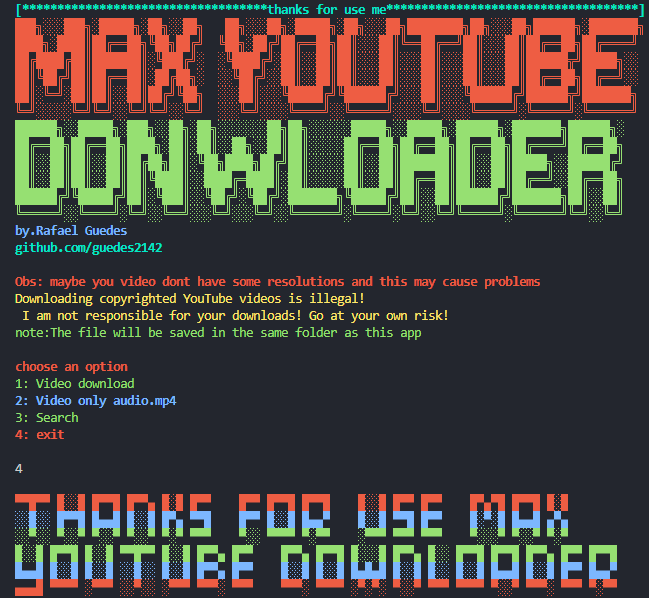 [***********************************thanks for use me************************************]
MAX YOUTUBE
DONWLOADER
by.Rafael Guedes
github.com/guedes2142
Obs: maybe you video dont have some resolutions and this may cause problems
Downloading copyrighted YouTube videos is illegal!
I am not responsible for your downloads! Go at your own risk!
note:The file will be saved in the same folder as this app
choose an option
1: Video download
2: Video only audio.mp4
3: Search
4: exit
4
THANKS FOR USE MAX
YOUTUBE DOWNLOADER